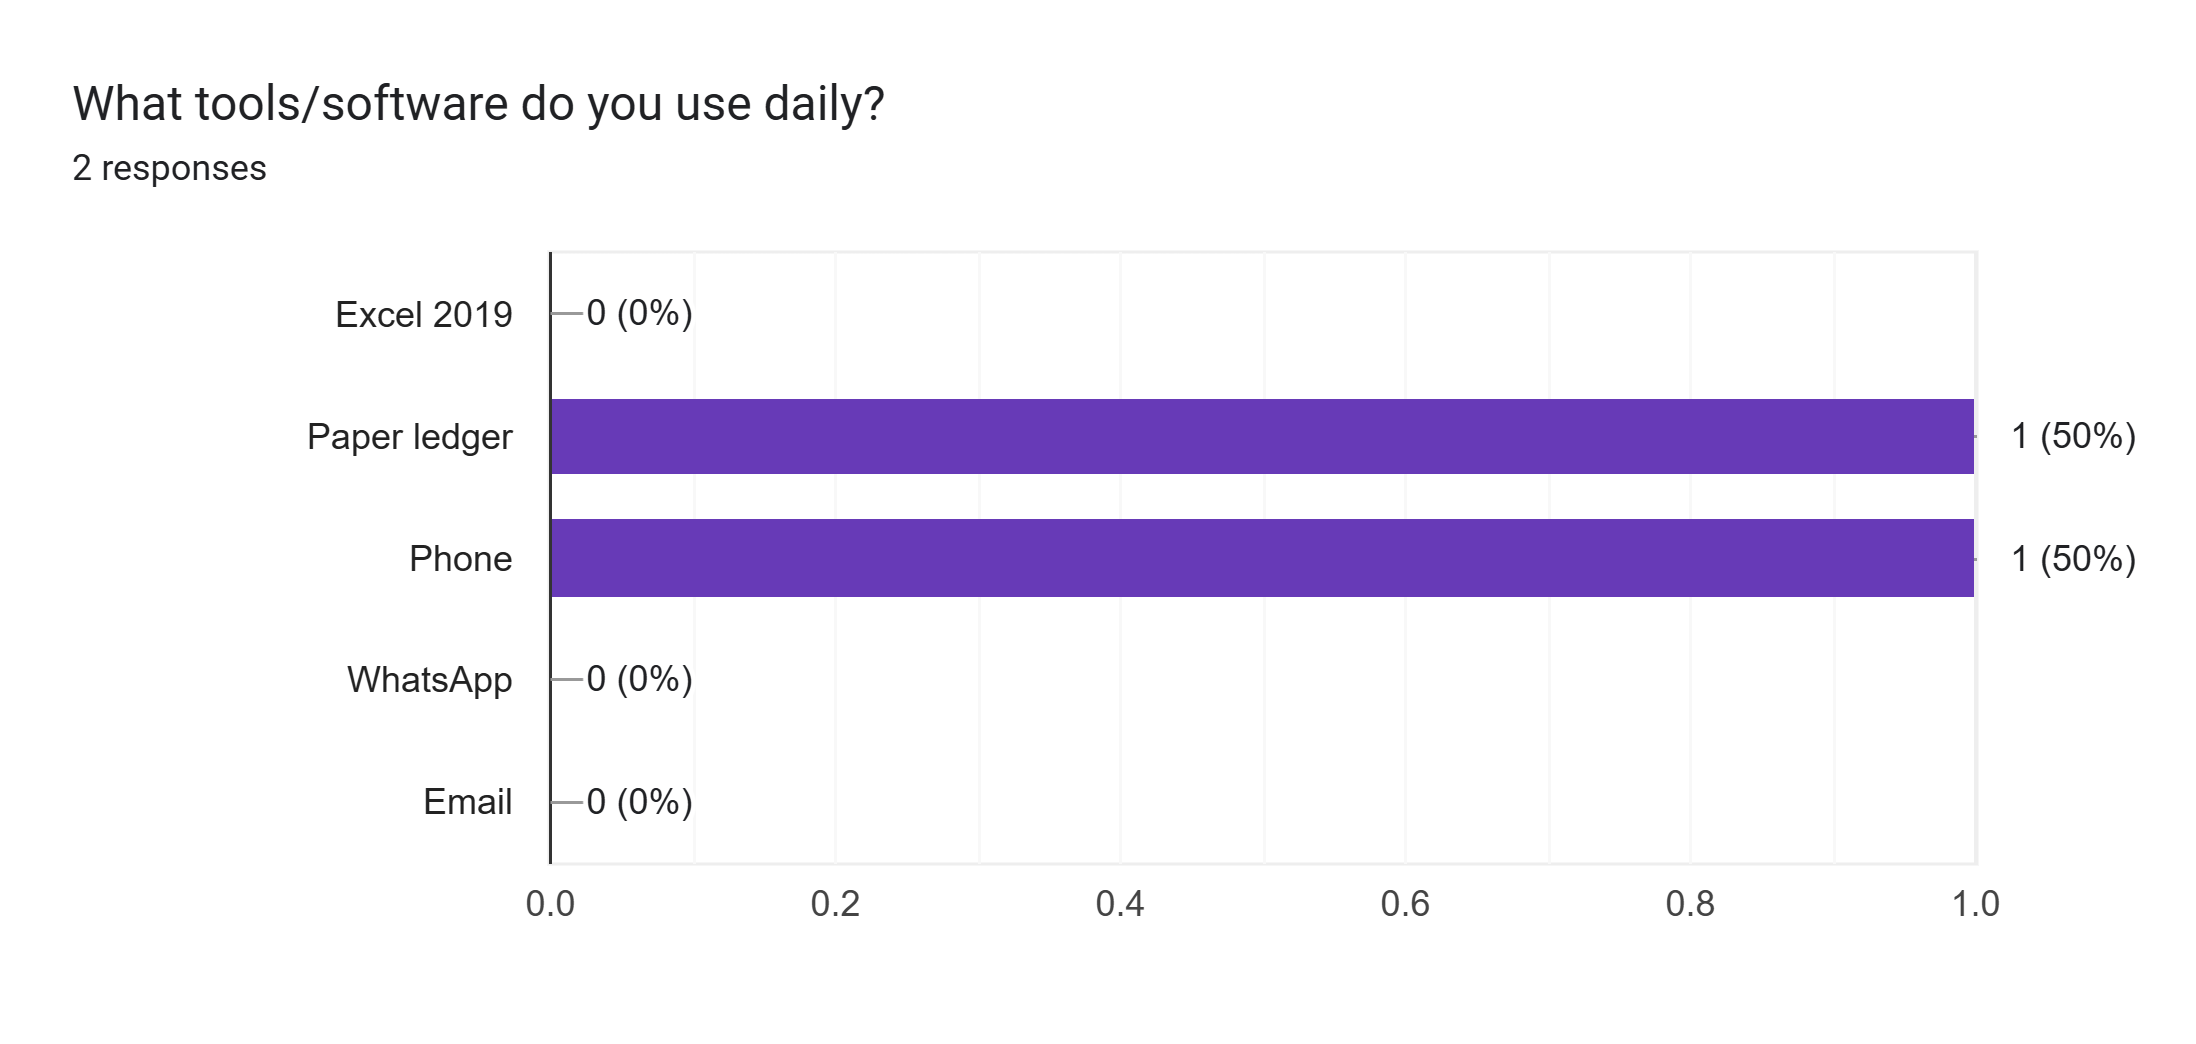 What tools/software do you use daily?
2 responses
Excel 2019 0 (0%)
Paper ledger 1 (50%)
Phone 1 (50%)
WhatsApp 0 (0%)
Email 0 (0%)
0.0 0.2 0.4 0.6 0.8 1.0